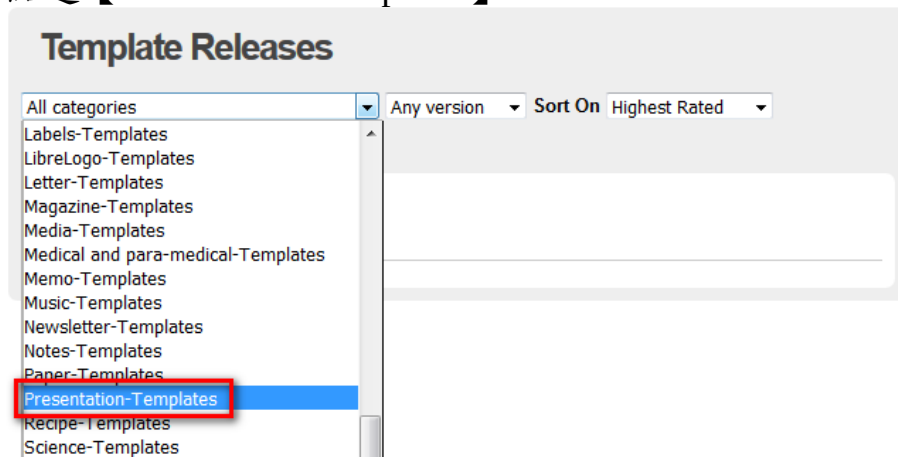 Template Releases
All categories Any version Sort On Highest Rated
Labels-Templates
LibreLogo-Templates
Letter-Templates
Magazine-Templates
Media-Templates
Medical and para-medical-Templates
Memo-Templates
Music-Templates
Newsletter-Templates
Notes-Templates
Paper-Templates
Presentation-Templates
Recipe-Templates
Science-Templates